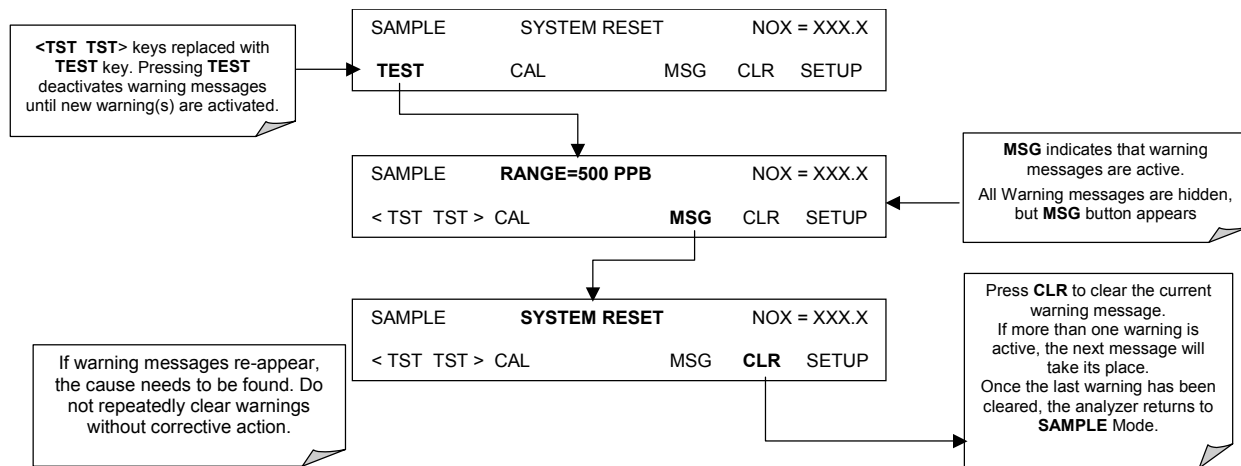 <TST TST> keys replaced with
TEST key. Pressing TEST
deactivates warning messages
until new warning(s) are activated.
SAMPLE SYSTEM RESET NOX = XXX.X
TEST CAL MSG CLR SETUP
SAMPLE RANGE=500 PPB NOX = XXX.X
< TST TST > CAL MSG CLR SETUP
MSG indicates that warning
messages are active.
All Warning messages are hidden,
but MSG button appears
SAMPLE SYSTEM RESET NOX = XXX.X
< TST TST > CAL MSG CLR SETUP
If warning messages re-appear,
the cause needs to be found. Do
not repeatedly clear warnings
without corrective action.
Press CLR to clear the current
warning message.
If more than one warning is
active, the next message will
take its place.
Once the last warning has been
cleared, the analyzer returns to
SAMPLE Mode.